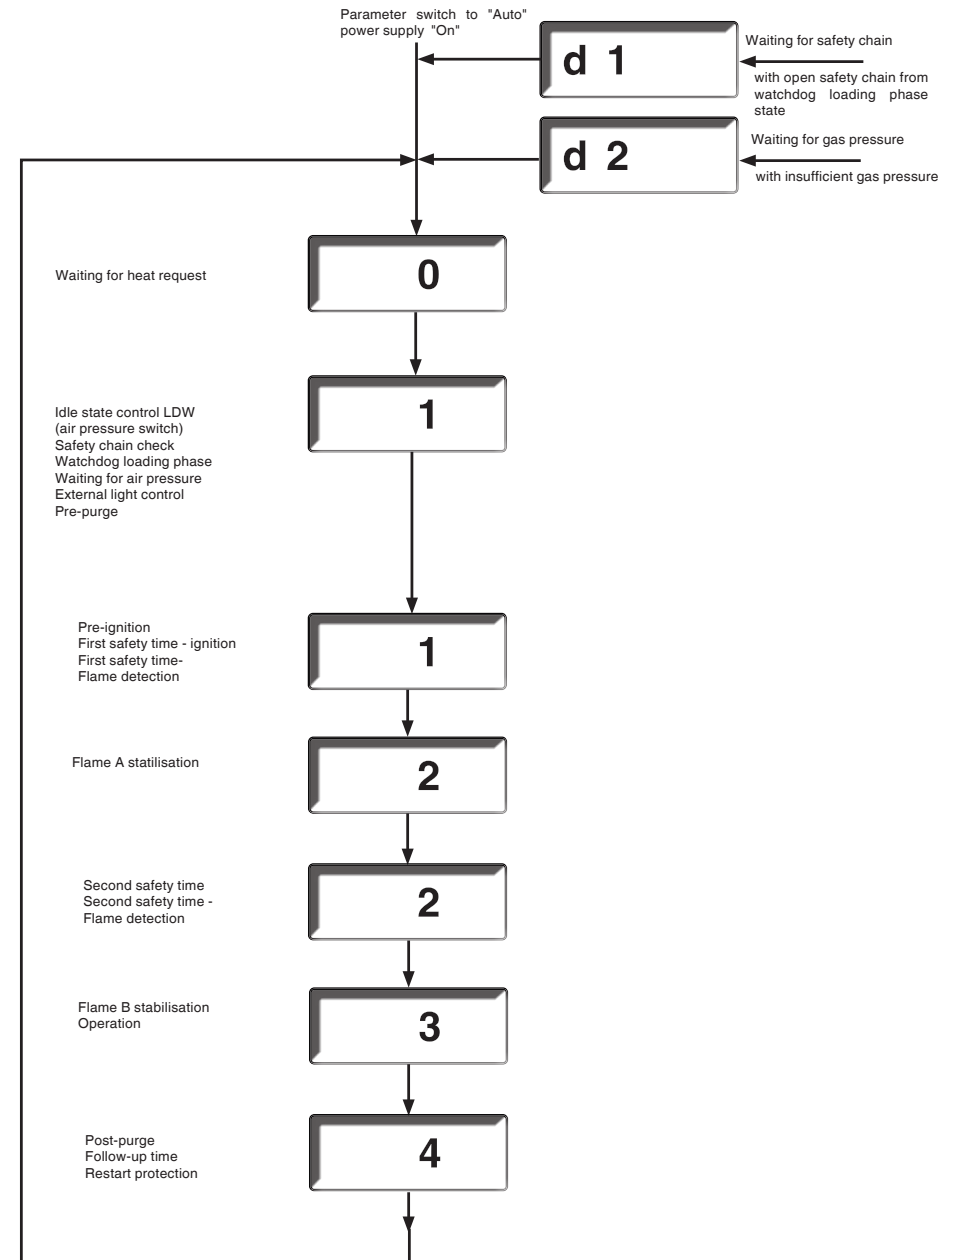 Parameter switch to "Auto"
power supply "On"
d 1
Waiting for safety chain
with open safety chain from
watchdog loading phase
state
d 2
Waiting for gas pressure
with insufficient gas pressure
Waiting for heat request
0
Idle state control LDW
(air pressure switch)
Safety chain check
Watchdog loading phase
Waiting for air pressure
External light control
Pre-purge
1
Pre-ignition
First safety time - ignition
First safety time-
Flame detection
1
Flame A statilisation
2
Second safety time
Second safety time -
Flame detection
2
Flame B stabilisation
Operation
3
Post-purge
Follow-up time
Restart protection
4